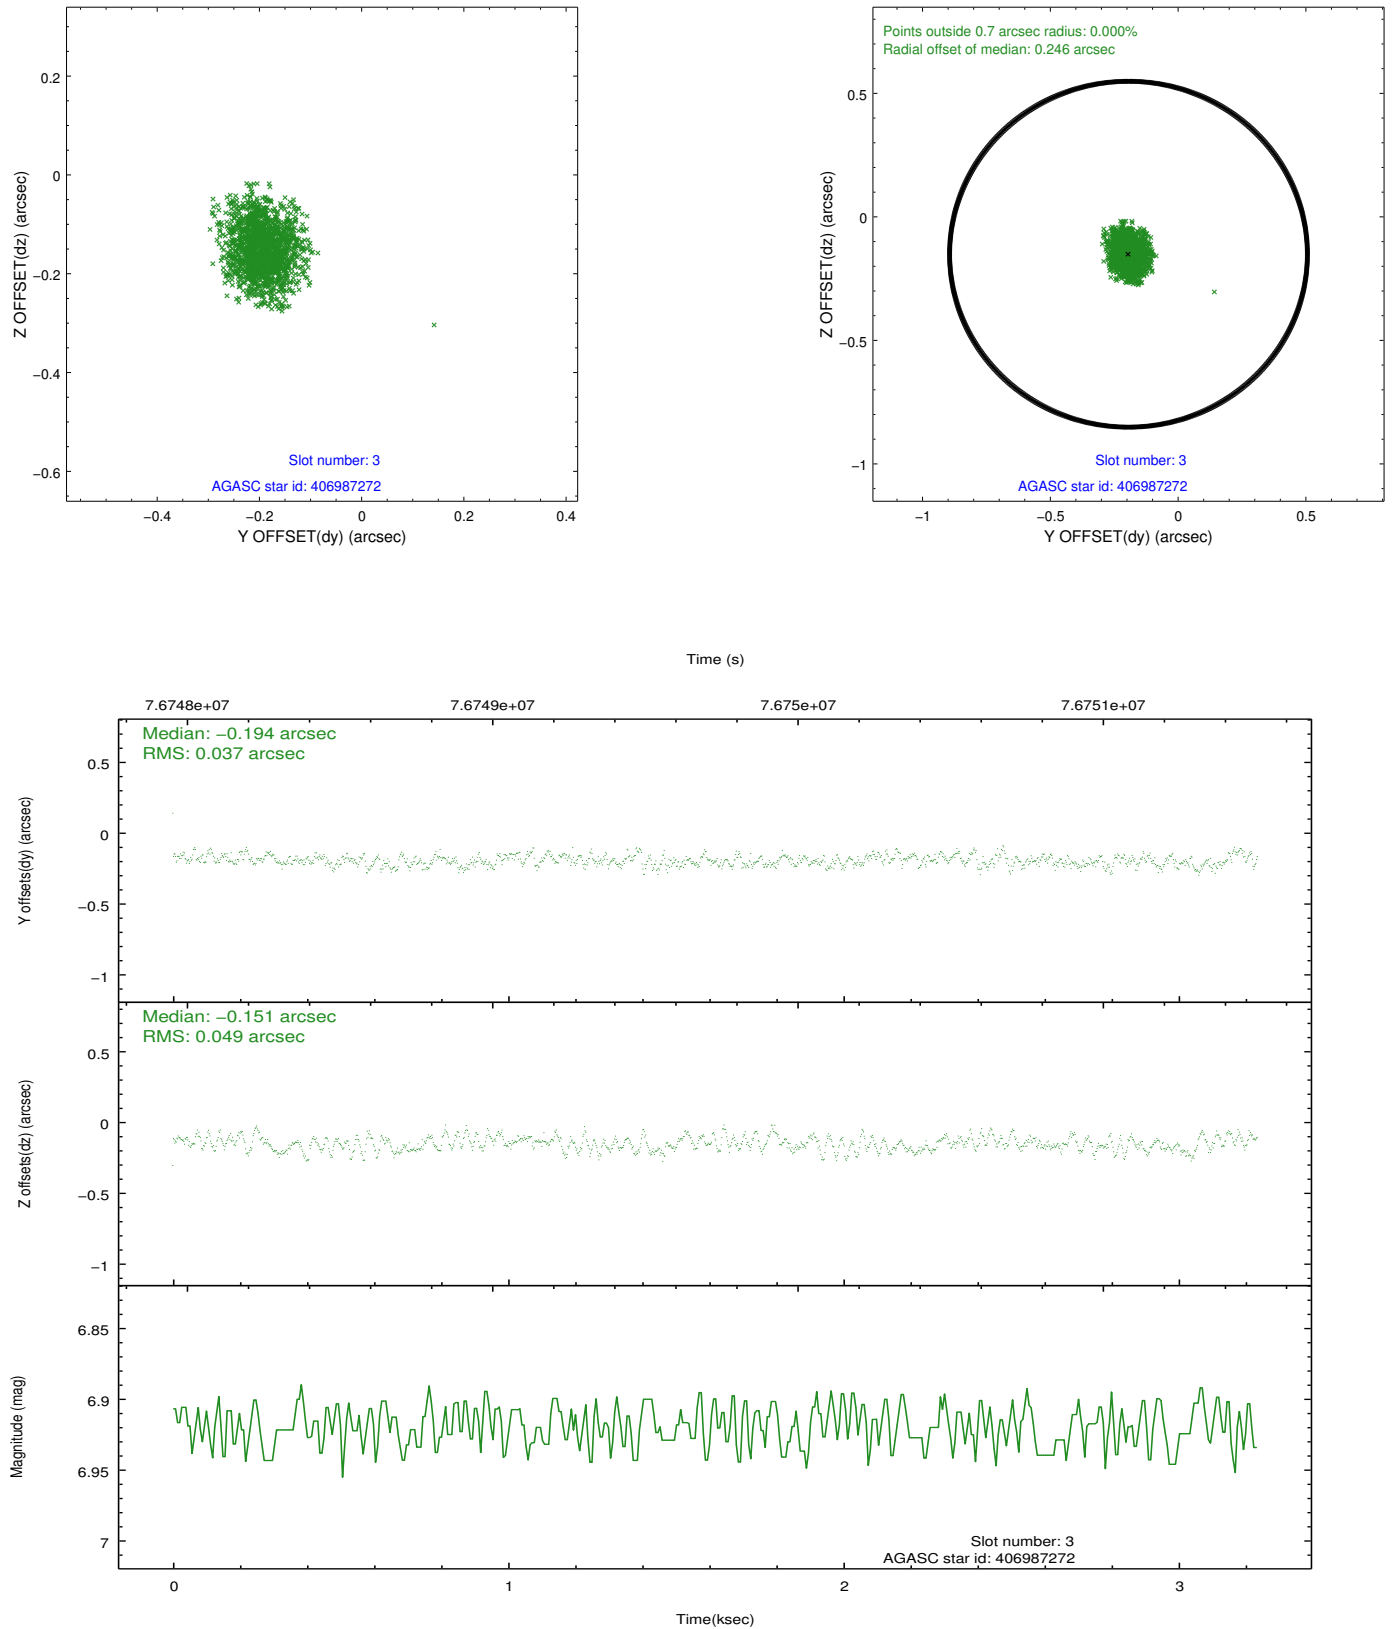 0.2
0
−0.2
−0.4
−0.6
Z OFFSET(dz) (arcsec)
Slot number: 3
AGASC star id: 406987272
−0.4
−0.2
0
0.2
0.4
Y OFFSET(dy) (arcsec)
Points outside 0.7 arcsec radius: 0.000%
Radial offset of median: 0.246 arcsec
0.5
0
−0.5
−1
Z OFFSET(dz) (arcsec)
Slot number: 3
AGASC star id: 406987272
−1
−0.5
0
0.5
Y OFFSET(dy) (arcsec)
Time (s)
7.6748e+07
7.6749e+07
7.675e+07
7.6751e+07
Median: −0.194 arcsec
RMS: 0.037 arcsec
0.5
0
−0.5
−1
Y offsets(dy) (arcsec)
Median: −0.151 arcsec
RMS: 0.049 arcsec
0.5
0
−0.5
−1
Z offsets(dz) (arcsec)
6.85
6.9
6.95
7
Magnitude (mag)
Slot number: 3
AGASC star id: 406987272
0
1
2
3
Time(ksec)